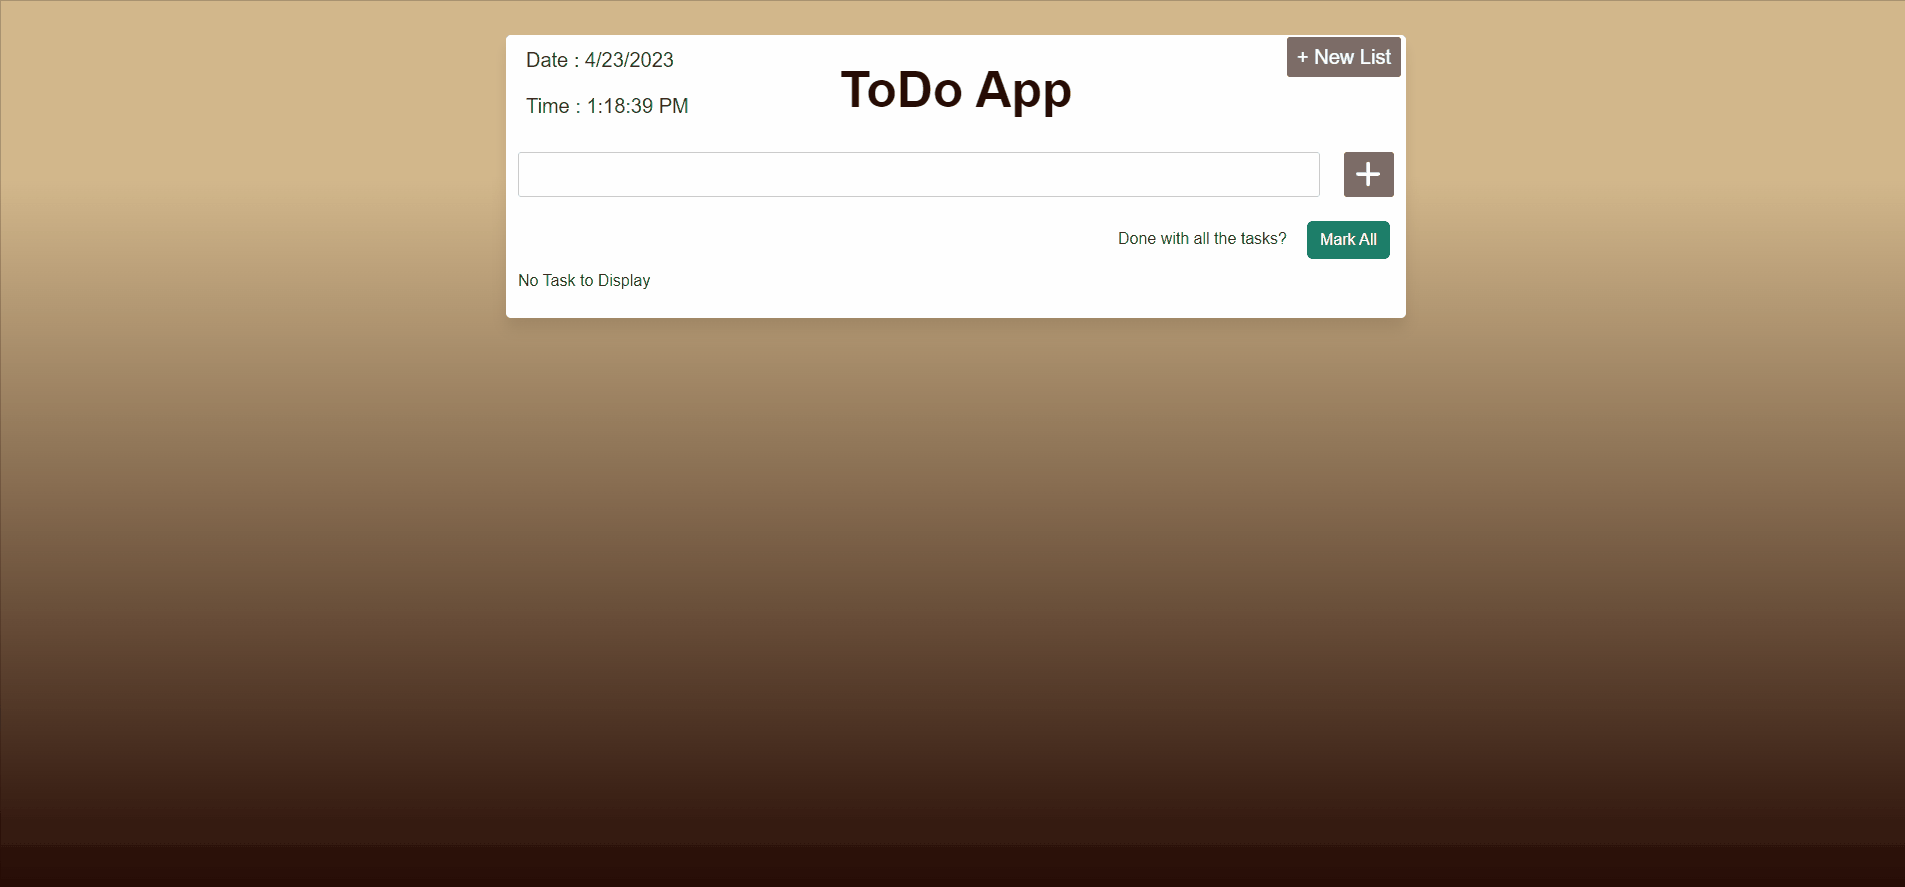 Date : 4/23/2023
+ New List
ToDo App
Time : 1:18:39 PM
+
Done with all the tasks?
Mark All
No Task to Display